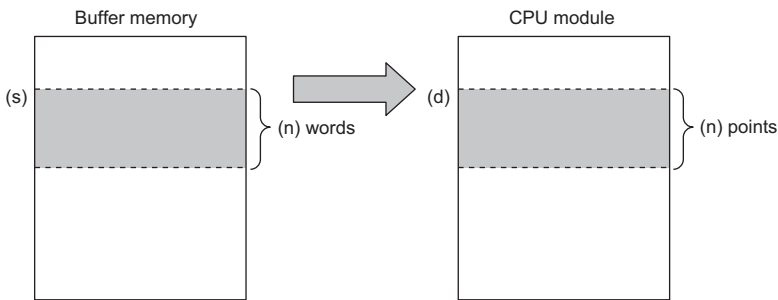 Buffer memory
CPU module
(s)
(n) words
(d)
(n) points